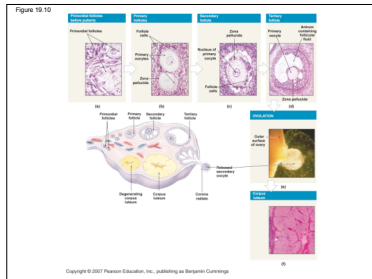 Figure 19.10
Primordial follicles
before puberty
Primary
follicles
Secondary
follicle
Tertiary
follicle
Primordial follicles
Follicle
cells
Primary
oocytes
Zona
pellucida
Zona
pellucida
Nucleus of
primary
oocyte
Follicle
cells
Primary
oocyte
Antrum
containing
follicular
fluid
Zona pellucida
(a)
(b)
(c)
(d)
Primordial
follicles
Primary
follicle
Secondary
follicle
Tertiary
follicle
Degenerating
corpus
luteum
Corpus
luteum
Corona
radiata
Released
secondary
oocyte
OVULATION
Outer
surface
of ovary
(e)
Corpus
luteum
(f)
Copyright © 2007 Pearson Education, Inc., publishing as Benjamin Cummings